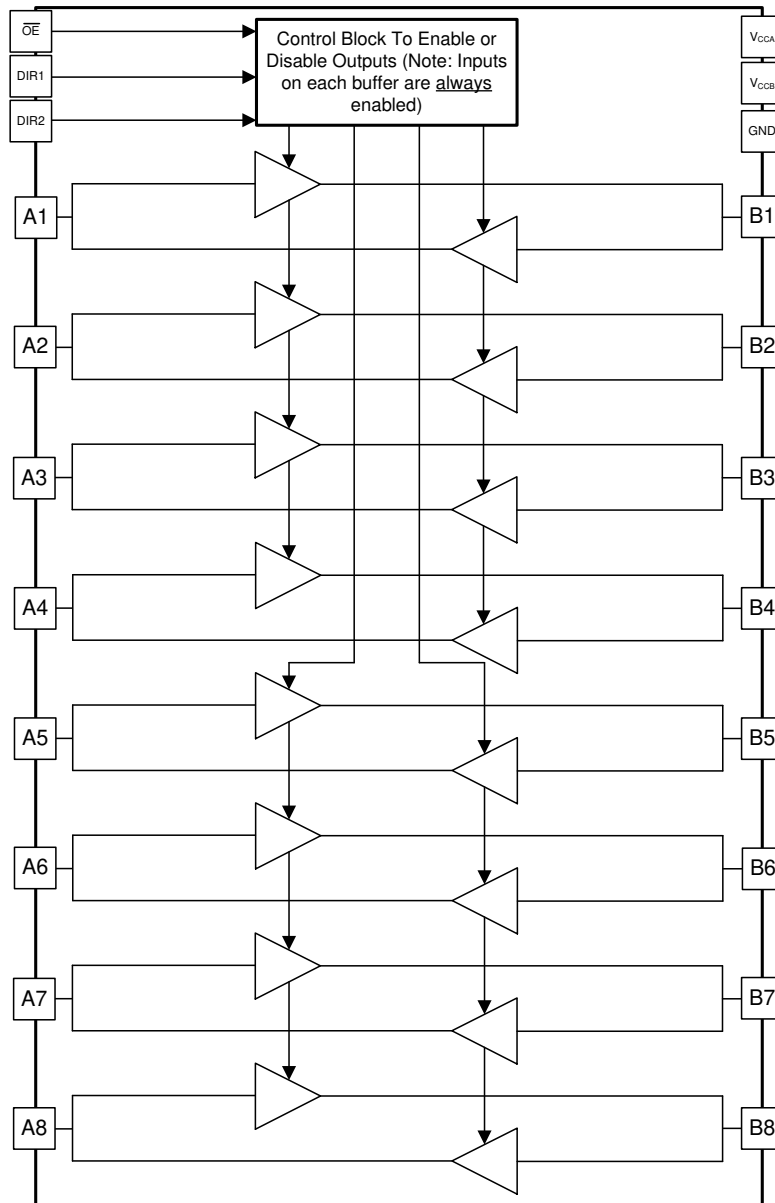 OE
DIR1
DIR2
Control Block To Enable or
Disable Outputs (Note: Inputs
on each buffer are always
enabled)
VCCA
VCCB
GND
A1
B1
A2
B2
A3
B3
A4
B4
A5
B5
A6
B6
A7
B7
A8
B8